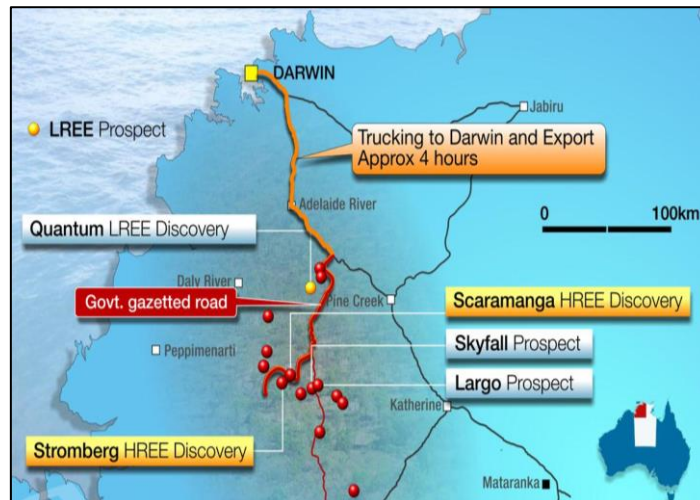 DARWIN
Jabiru
LREE Prospect
Trucking to Darwin and Export
Approx 4 hours
Adelaide River
0 100km
Quantum LREE Discovery
Daly River
Govt. gazetted road
Pine Creek
Scaramanga HREE Discovery
Skyfall Prospect
Peppimenarti
Largo Prospect
Katherine
Stromberg HREE Discovery
Mataranka